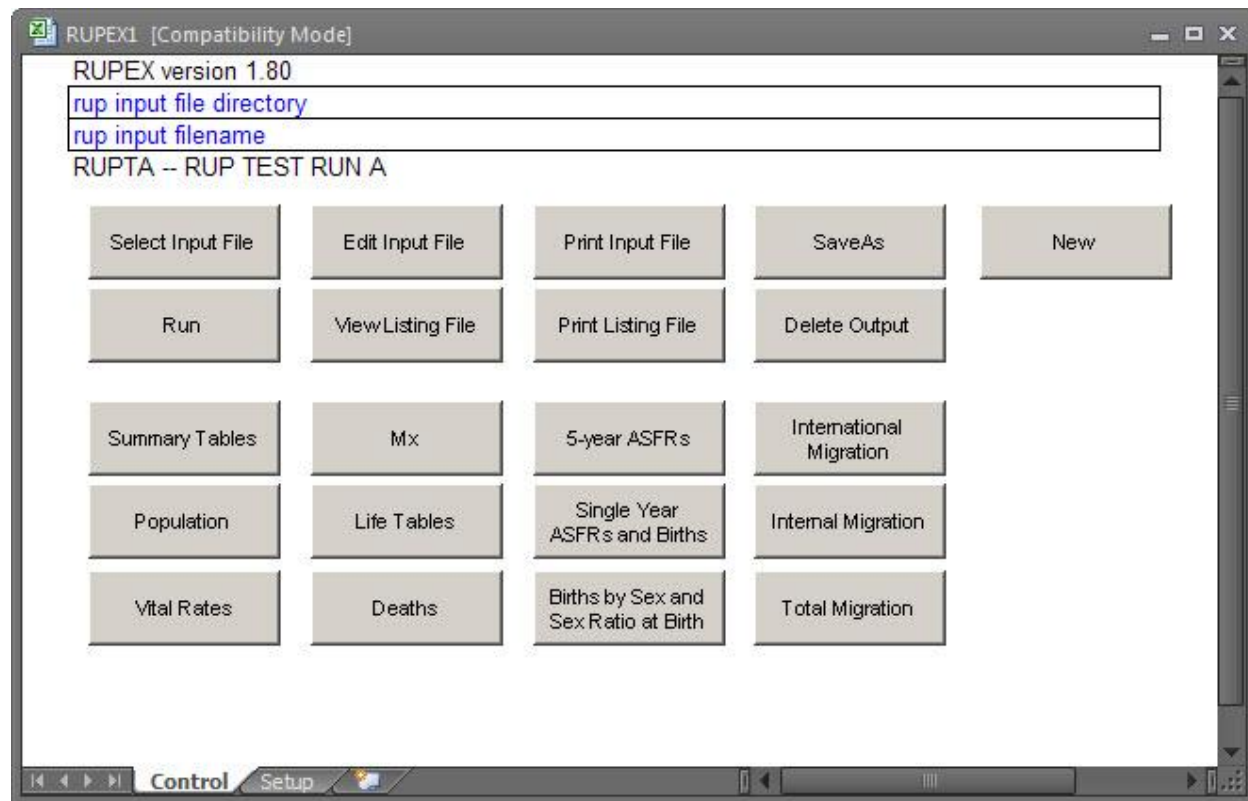 RUPEX1 [Compatibility Mode]
RUPEX version 1.80
rup input file directory
rup input filename
RUPTA -- RUP TEST RUN A
Select Input File
Edit Input File
Print Input File
SaveAs
New
Run
View Listing File
Print Listing File
Delete Output
Summary Tables
Mx
5-year ASFRs
International
Migration
Population
Life Tables
Single Year
ASFRs and Births
Internal Migration
Vital Rates
Deaths
Births by Sex and
Sex Ratio at Birth
Total Migration
Control
Setup